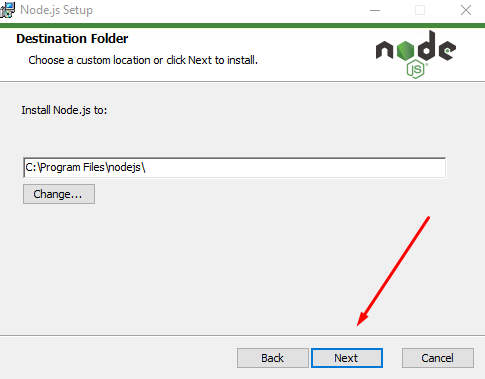 Node.js Setup
Destination Folder
Choose a custom location or click Next to install.
node
JS
Install Node.js to:
C:\Program Files\nodejs\
Change...
Back
Next
Cancel